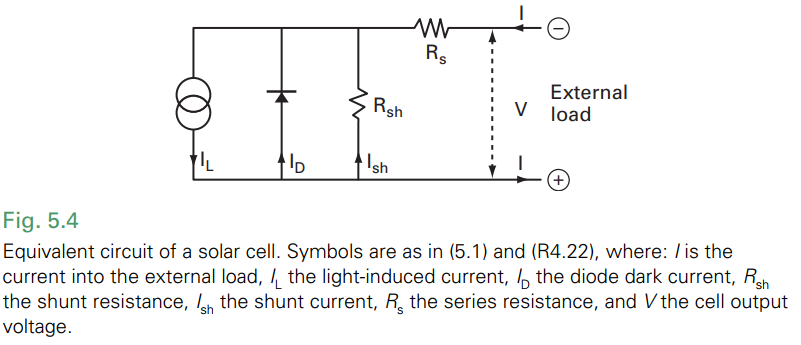 I
−
R_s
External
V load
R_sh
I_L
I_D
I_sh
I
+
Fig. 5.4
Equivalent circuit of a solar cell. Symbols are as in (5.1) and (R4.22), where: I is the
current into the external load, I_L the light-induced current, I_D the diode dark current, R_sh
the shunt resistance, I_sh the shunt current, R_s the series resistance, and V the cell output
voltage.